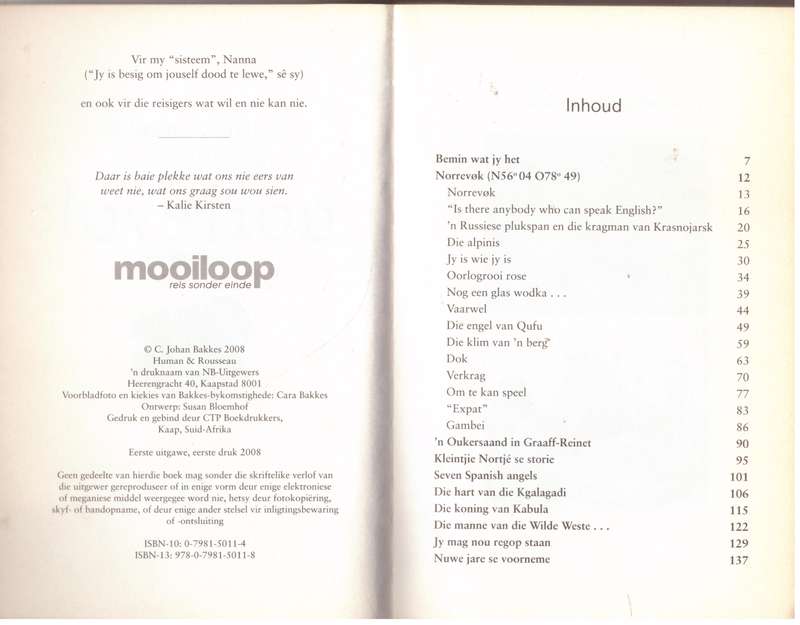 Vir my “sisteem”, Nanna
(“Jy is besig om jouself dood te lewe,” sê sy)
en ook vir die reisigers wat wil en nie kan nie.
Daar is baie plekke wat ons nie eers van
weet nie, wat ons graag sou wou sien.
– Kalie Kirsten
mooiloop
reis sonder einde
© C. Johan Bakkes 2008
Human & Rousseau
’n druknaam van NB-Uitgewers
Heerengracht 40, Kaapstad 8001
Voorbladfoto en kiekies van Bakkes-bykomstighede: Cara Bakkes
Ontwerp: Susan Bloemhof
Gedruk en gebind deur CTP Boekdrukkers,
Kaap, Suid-Afrika
Eerste uitgawe, eerste druk 2008
Geen gedeelte van hierdie boek mag sonder die skriftelike verlof van
die uitgewer gereproduseer of in enige vorm deur enige elektroniese
of meganiese middel weergegee word nie, hetsy deur fotokopiëring,
skyf- of bandopname, of deur enige ander stelsel vir inligtingsbewaring
of -ontsluiting
ISBN-10: 0-7981-5011-4
ISBN-13: 978-0-7981-5011-8
Inhoud
Bemin wat jy het 7
Norrevøk (N56º 04 O78º 49) 12
Norrevøk 13
“Is there anybody who can speak English?” 16
’n Russiese plukspan en die kragman van Krasnojarsk 20
Die alpinis 25
Jy is wie jy is 30
Oorlogrooi rose 34
Nog een glas wodka . . . 39
Vaarwel 44
Die engel van Qufu 49
Die klim van ’n berg 59
Dok 63
Verkrag 70
Om te kan speel 77
“Expat” 83
Gambei 86
’n Oukersaand in Graaff-Reinet 90
Kleintjie Nortjé se storie 95
Seven Spanish angels 101
Die hart van die Kgalagadi 106
Die koning van Kabula 115
Die manne van die Wilde Weste . . . 122
Jy mag nou regop staan 129
Nuwe jare se voorneme 137